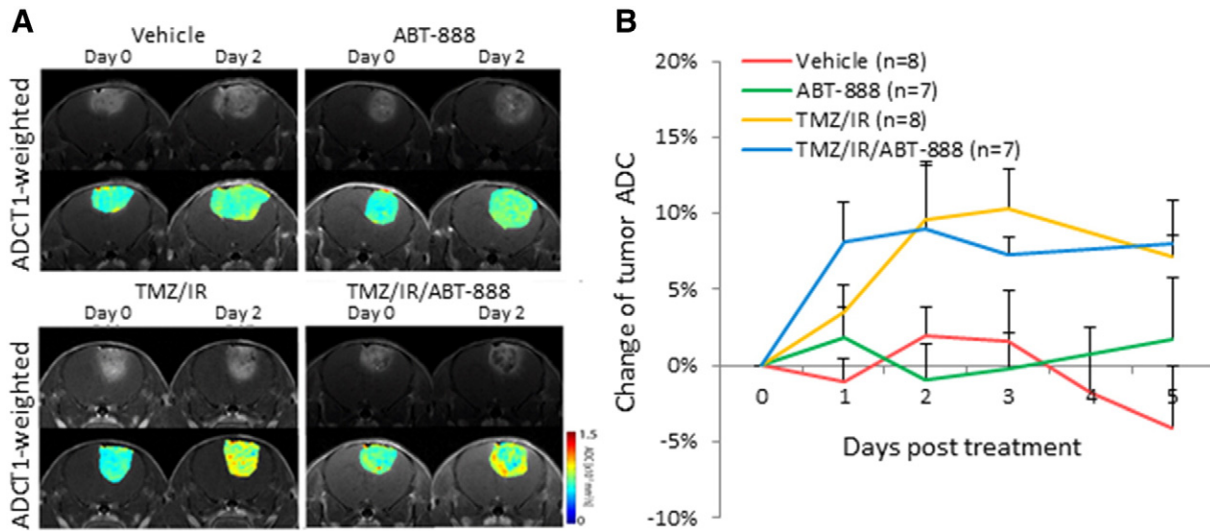 A
Vehicle
ABT-888
Day 0 Day 2 Day 0 Day 2
ADCT1-weighted
TMZ/IR
TMZ/IR/ABT-888
Day 0 Day 2 Day 0 Day 2
ADCT1-weighted
1.5
0
B
20%
15%
10%
5%
0%
-5%
-10%
Change of tumor ADC
Vehicle (n=8)
ABT-888 (n=7)
TMZ/IR (n=8)
TMZ/IR/ABT-888 (n=7)
0 1 2 3 4 5
Days post treatment